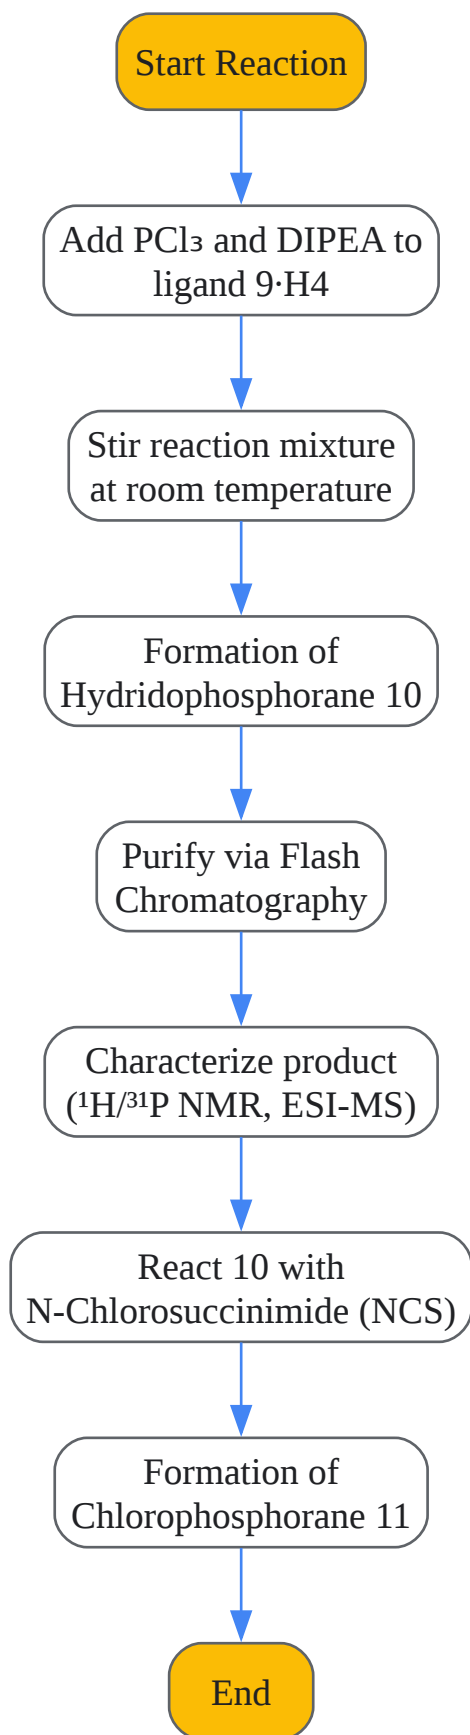 Start Reaction
Add PCl₃ and DIPEA to
ligand 9·H4
Stir reaction mixture
at room temperature
Formation of
Hydridophosphorane 10
Purify via Flash
Chromatography
Characterize product
(¹H/³¹P NMR, ESI-MS)
React 10 with
N-Chlorosuccinimide (NCS)
Formation of
Chlorophosphorane 11
End